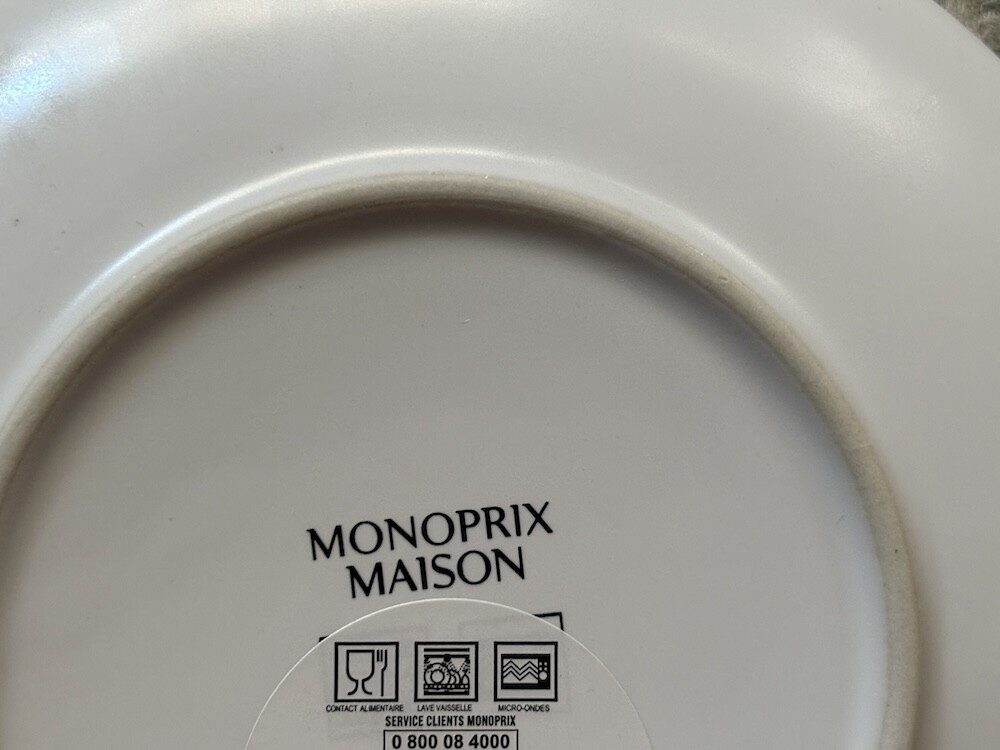 MONOPRIX
MAISON
CONTACT ALIMENTAIRE LAVE VAISSELLE MICRO-ONDES
SERVICE CLIENTS MONOPRIX
0 800 08 4000